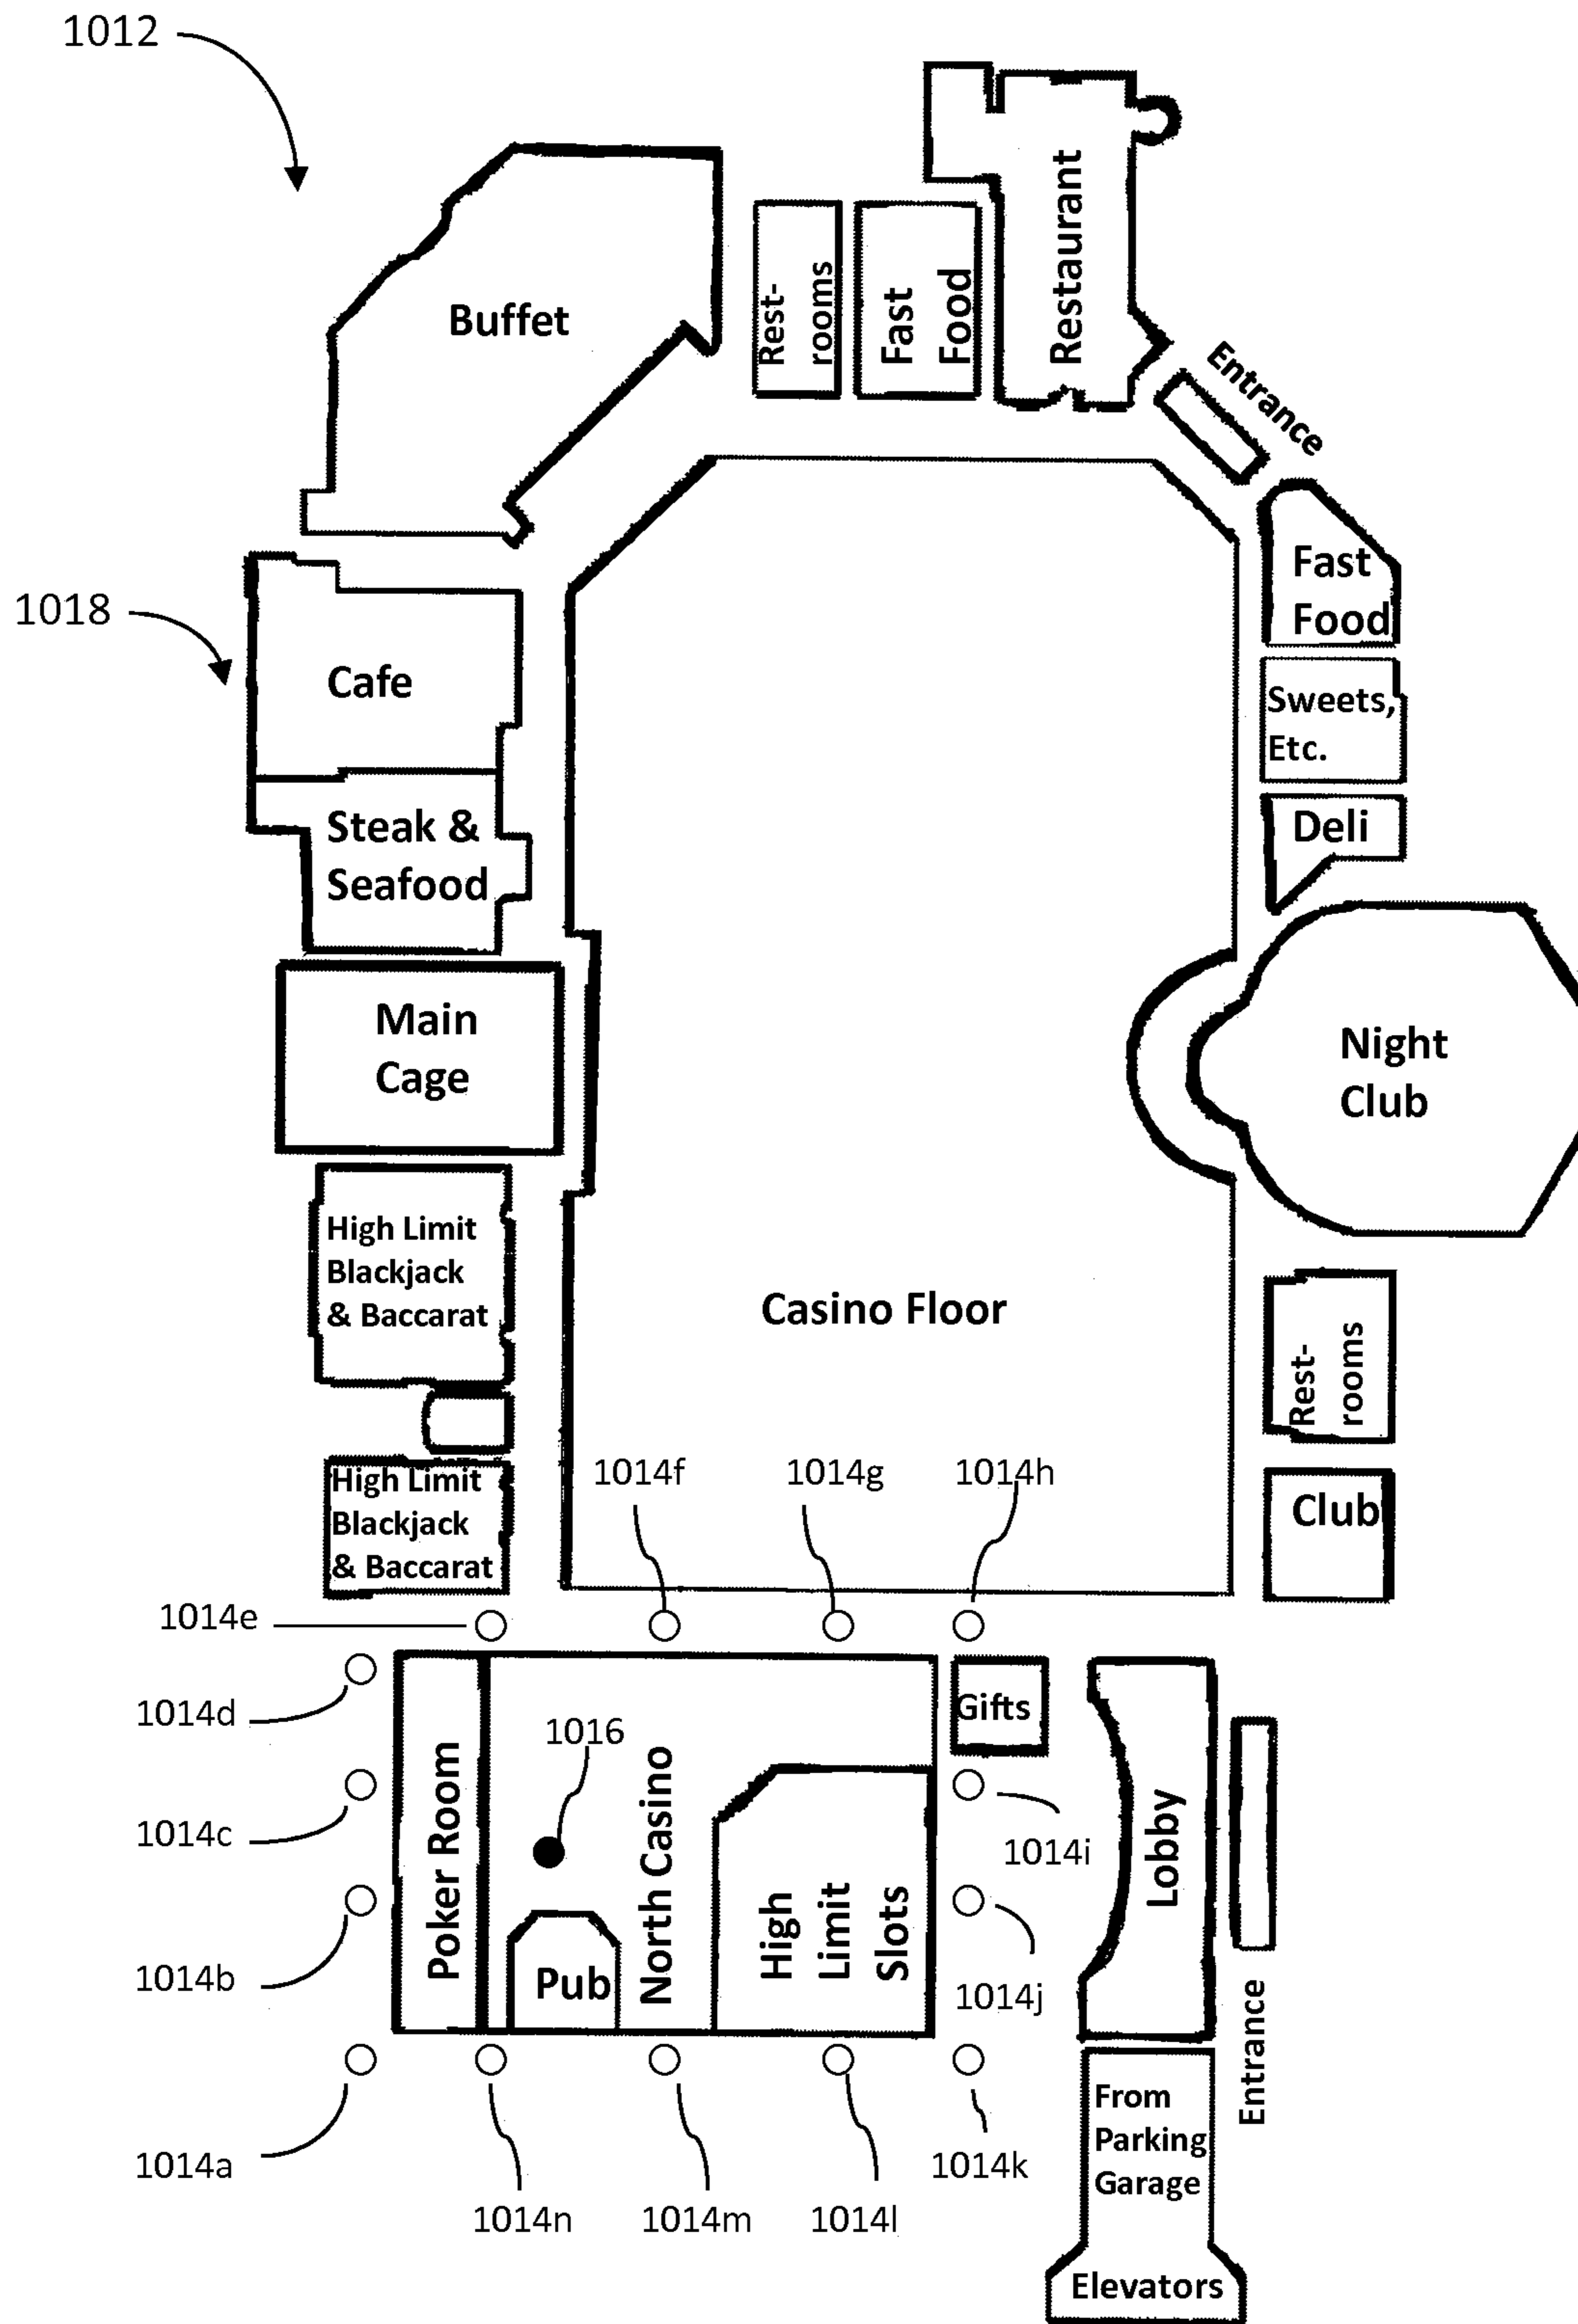 1012
Restaurant
Buffet
Rest-
rooms
Fast
Food
Entrance
Fast
Food
1018
Cafe
Sweets,
Etc.
Steak &
Seafood
Deli
Main
Cage
Night
Club
High Limit
Blackjack
& Baccarat
Casino Floor
Rest-
rooms
High Limit
Blackjack
& Baccarat
1014f
1014g
1014h
Club
1014e
1014d
1016
Gifts
1014c
Poker Room
North Casino
1014i
Lobby
1014b
Pub
High
Limit
Slots
1014j
Entrance
From
Parking
Garage
1014a
1014n
1014m
1014l
1014k
Elevators